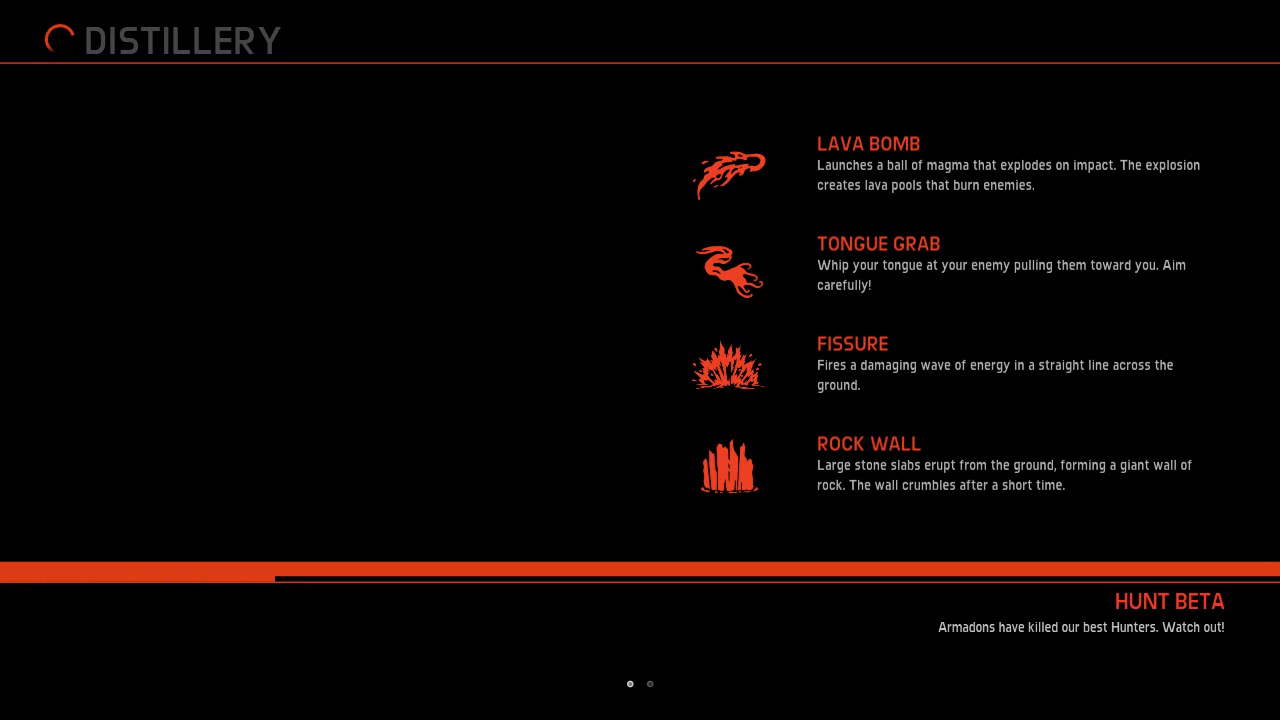 DISTILLERY
LAVA BOMB
Launches a ball of magma that explodes on impact. The explosion
creates lava pools that burn enemies.
TONGUE GRAB
Whip your tongue at your enemy pulling them toward you. Aim
carefully!
FISSURE
Fires a damaging wave of energy in a straight line across the
ground.
ROCK WALL
Large stone slabs erupt from the ground, forming a giant wall of
rock. The wall crumbles after a short time.
HUNT BETA
Armadons have killed our best Hunters. Watch out!